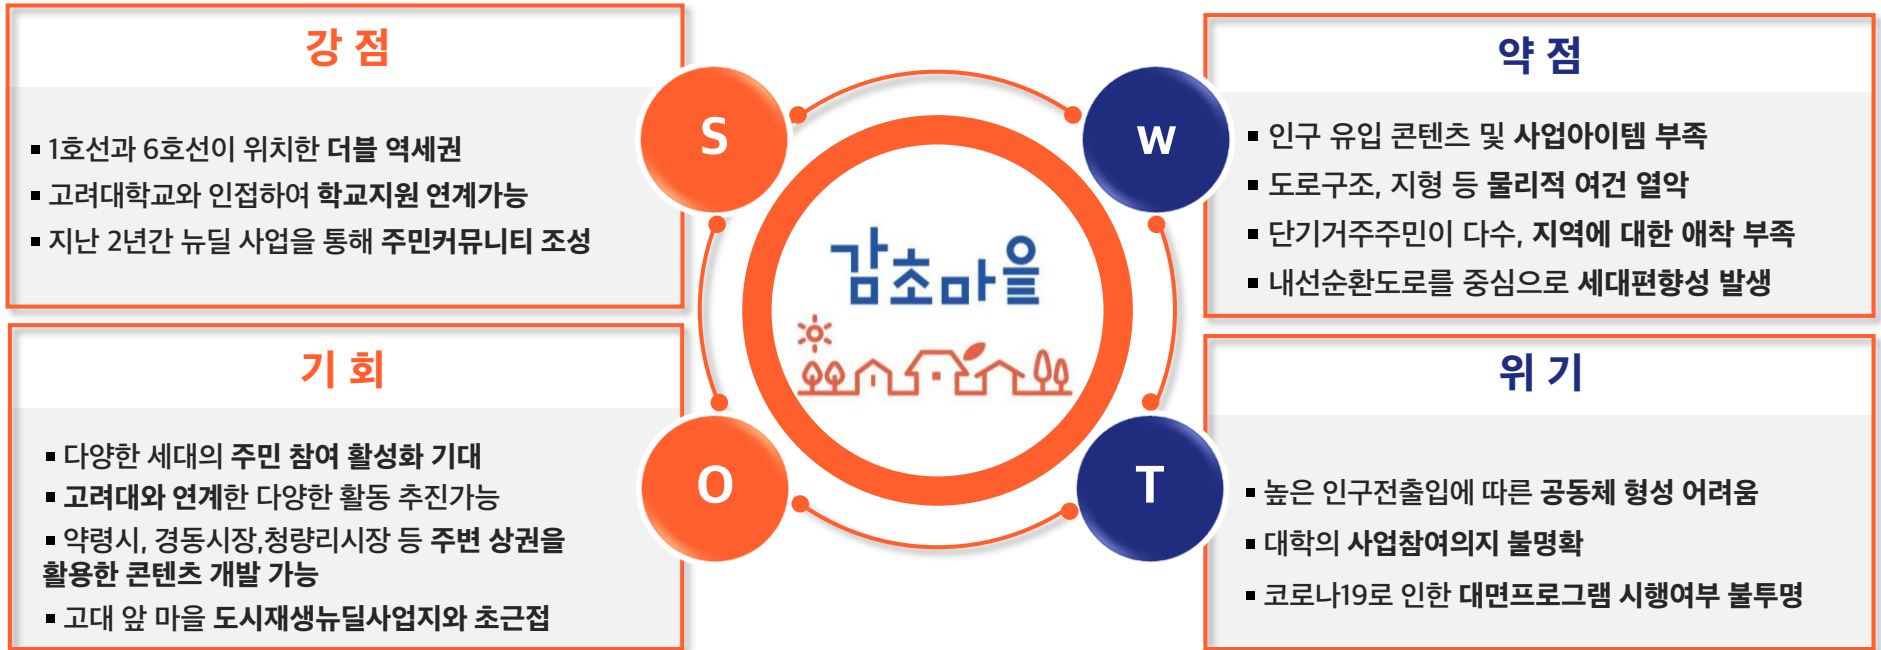 강 점
▪ 1호선과 6호선이 위치한 더블 역세권
▪ 고려대학교와 인접하여 학교지원 연계가능
▪ 지난 2년간 뉴딜 사업을 통해 주민커뮤니티 조성
S
W
약 점
▪ 인구 유입 콘텐츠 및 사업아이템 부족
▪ 도로구조, 지형 등 물리적 여건 열악
▪ 단기거주주민이 다수, 지역에 대한 애착 부족
▪ 내선순환도로를 중심으로 세대편향성 발생
감초마을
기 회
▪ 다양한 세대의 주민 참여 활성화 기대
▪ 고려대와 연계한 다양한 활동 추진가능
▪ 약령시, 경동시장,청량리시장 등 주변 상권을
활용한 콘텐츠 개발 가능
▪ 고대 앞 마을 도시재생뉴딜사업지와 초근접
O
T
위 기
▪ 높은 인구전출입에 따른 공동체 형성 어려움
▪ 대학의 사업참여의지 불명확
▪ 코로나19로 인한 대면프로그램 시행여부 불투명